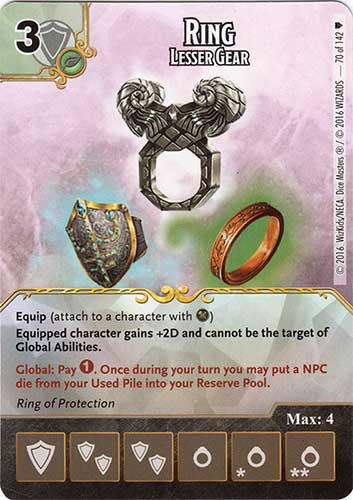 3
RING
LESSER GEAR
© 2016 WizKids/NECA. Dice Masters ® / © 2016 WIZARDS — 70 of 142
Equip (attach to a character with )
Equipped character gains +2D and cannot be the target of
Global Abilities.
Global: Pay 1. Once during your turn you may put a NPC
die from your Used Pile into your Reserve Pool.
Ring of Protection
Max: 4
* **